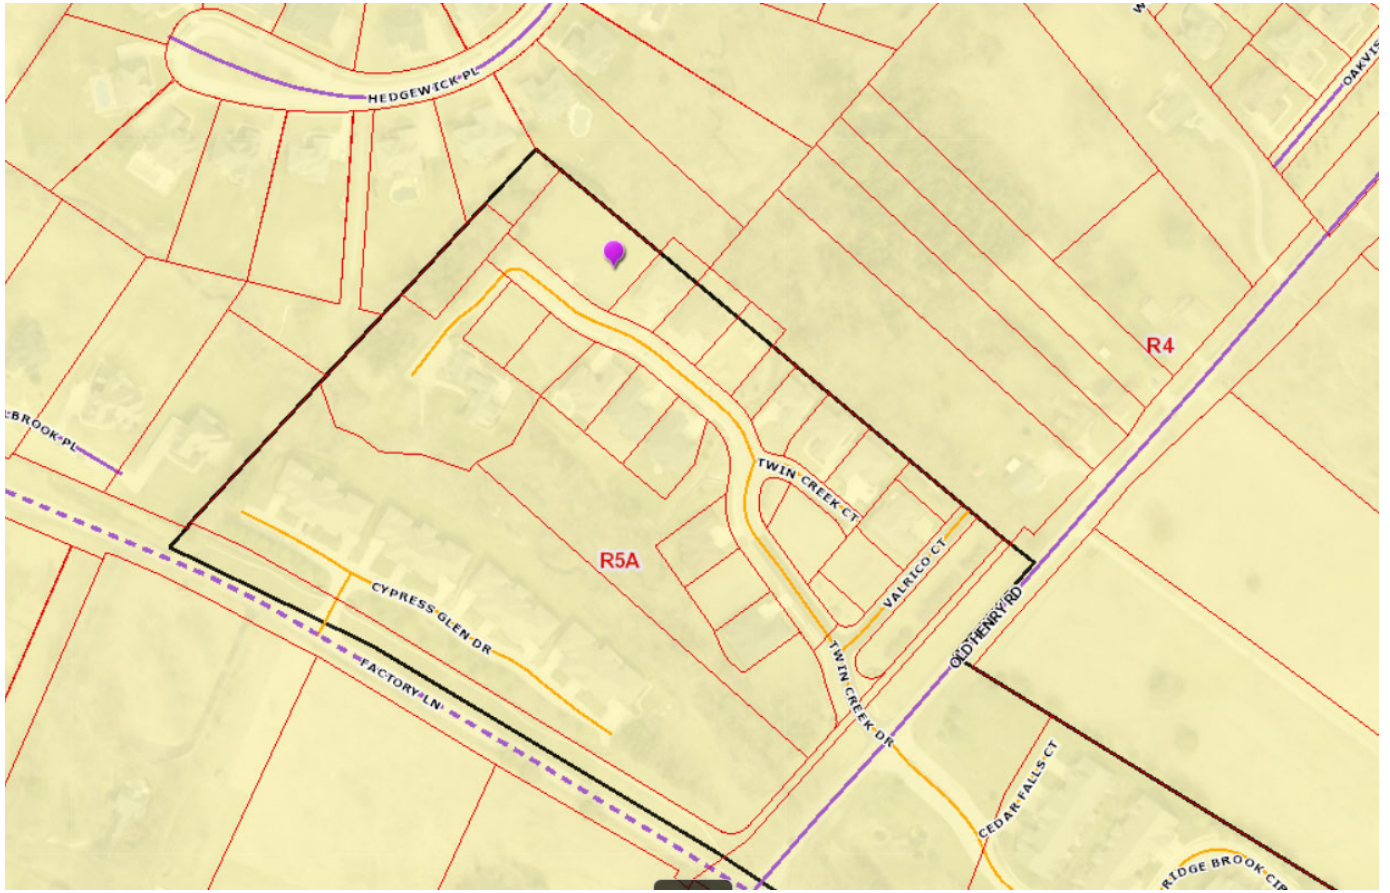 W
OAKVIS
HEDGEWICK PL
R4
BROOK PL
TWIN CREEK CT
R5A
VALRICO CT
CYPRESS GLEN DR
OLD HENRY RD
FACTORY LN
TWIN CREEK DR
CEDAR FALLS CT
RIDGE BROOK CIR